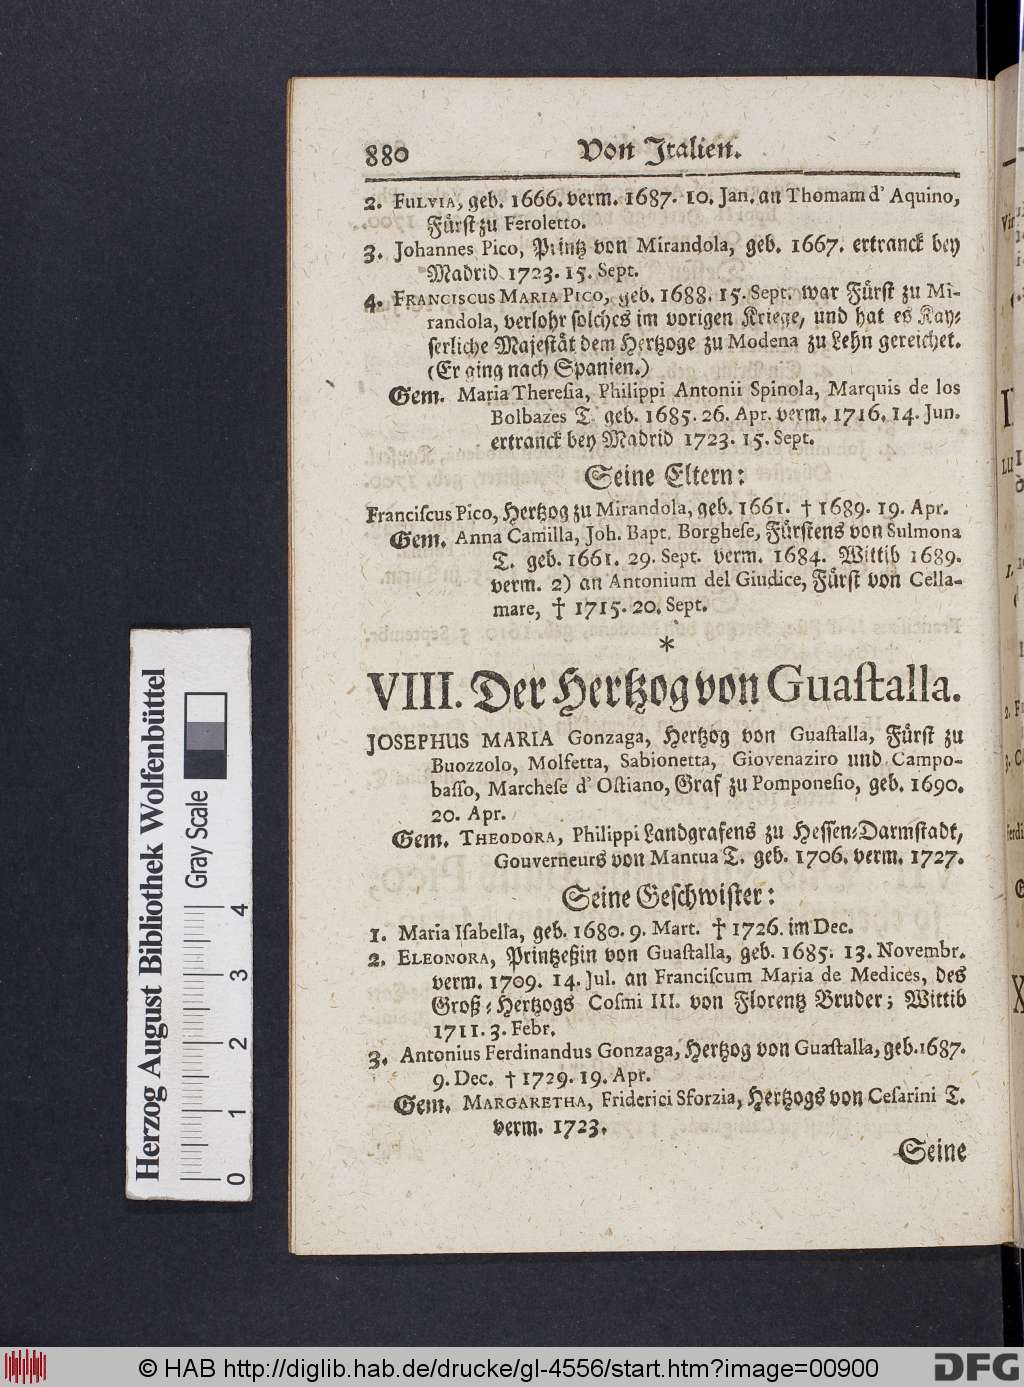 880 Von Italien.
2. FULVIA, geb. 1666. verm. 1687. 10. Jan. an Thomam d' Aquino,
Fürst zu Feroletto.
3. Johannes Pico, Printz von Mirandola, geb. 1667. ertranck bey
Madrid 1723. 15. Sept.
4. FRANCISCUS MARIA PICO, geb. 1688. 15. Sept. war Fürst zu Mi-
randola, verlohr solches im vorigen Kriege, und hat es Kay-
serliche Majestät dem Hertzoge zu Modena zu Lehn gereichet.
(Er ging nach Spanien.)
Gem. Maria Theresia, Philippi Antonii Spinola, Marquis de los
Bolbazes T. geb. 1685. 26. Apr. verm. 1716. 14. Jun.
ertranck bey Madrid 1723. 15. Sept.
Seine Eltern:
Franciscus Pico, Hertzog zu Mirandola, geb. 1661. † 1689. 19. Apr.
Gem. Anna Camilla, Joh. Bapt. Borghese, Fürstens von Sulmona
T. geb. 1661. 29. Sept. verm. 1684. Wittib 1689.
verm. 2) an Antonium del Giudice, Fürst von Cella-
mare, † 1715. 20. Sept.
*
VIII. Der Hertzog von Guastalla.
JOSEPHUS MARIA Gonzaga, Hertzog von Guastalla, Fürst zu
Buozzolo, Molfetta, Sabionetta, Giovenaziro und Campo-
basso, Marchese d' Ostiano, Graf zu Pomponesio, geb. 1690.
20. Apr.
Gem. THEODORA, Philippi Landgrafens zu Hessen-Darmstadt,
Gouverneurs von Mantua T. geb. 1706. verm. 1727.
Seine Geschwister:
1. Maria Isabella, geb. 1680. 9. Mart. † 1726. im Dec.
2. ELEONORA, Printzeßin von Guastalla, geb. 1685. 13. Novembr.
verm. 1709. 14. Jul. an Franciscum Maria de Medices, des
Groß-Hertzogs Cosmi III. von Florentz Bruder; Wittib
1711. 3. Febr.
3. Antonius Ferdinandus Gonzaga, Hertzog von Guastalla, geb. 1687.
9. Dec. † 1729. 19. Apr.
Gem. MARGARETHA, Friderici Sforzia, Hertzogs von Cesarini T.
verm. 1723.
Seine
Herzog August Bibliothek Wolfenbüttel
Gray Scale
0 1 2 3 4
© HAB http://diglib.hab.de/drucke/gl-4556/start.htm?image=00900
DFG